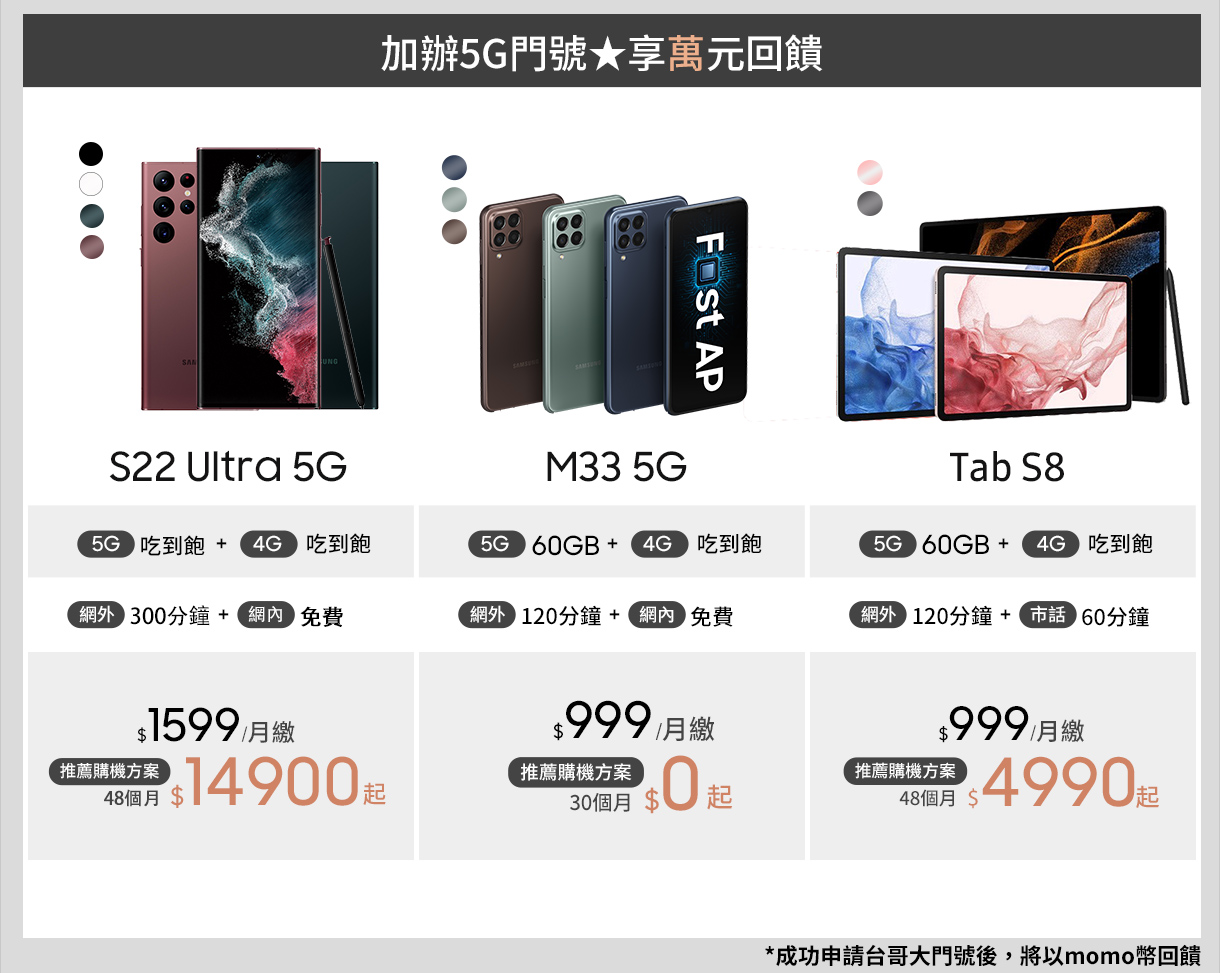 加辦5G門號★享萬元回饋
SAM
UNG
SAMSUNG
SAMSUNG
SAMSUNG
Fast AP
S22 Ultra 5G
M33 5G
Tab S8
5G 吃到飽 + 4G 吃到飽
5G 60GB + 4G 吃到飽
5G 60GB + 4G 吃到飽
網外 300分鐘 + 網內 免費
網外 120分鐘 + 網內 免費
網外 120分鐘 + 市話 60分鐘
$1599/月繳
推薦購機方案
48個月 $14900起
$999/月繳
推薦購機方案
30個月 $0起
$999/月繳
推薦購機方案
48個月 $4990起
*成功申請台哥大門號後，將以momo幣回饋